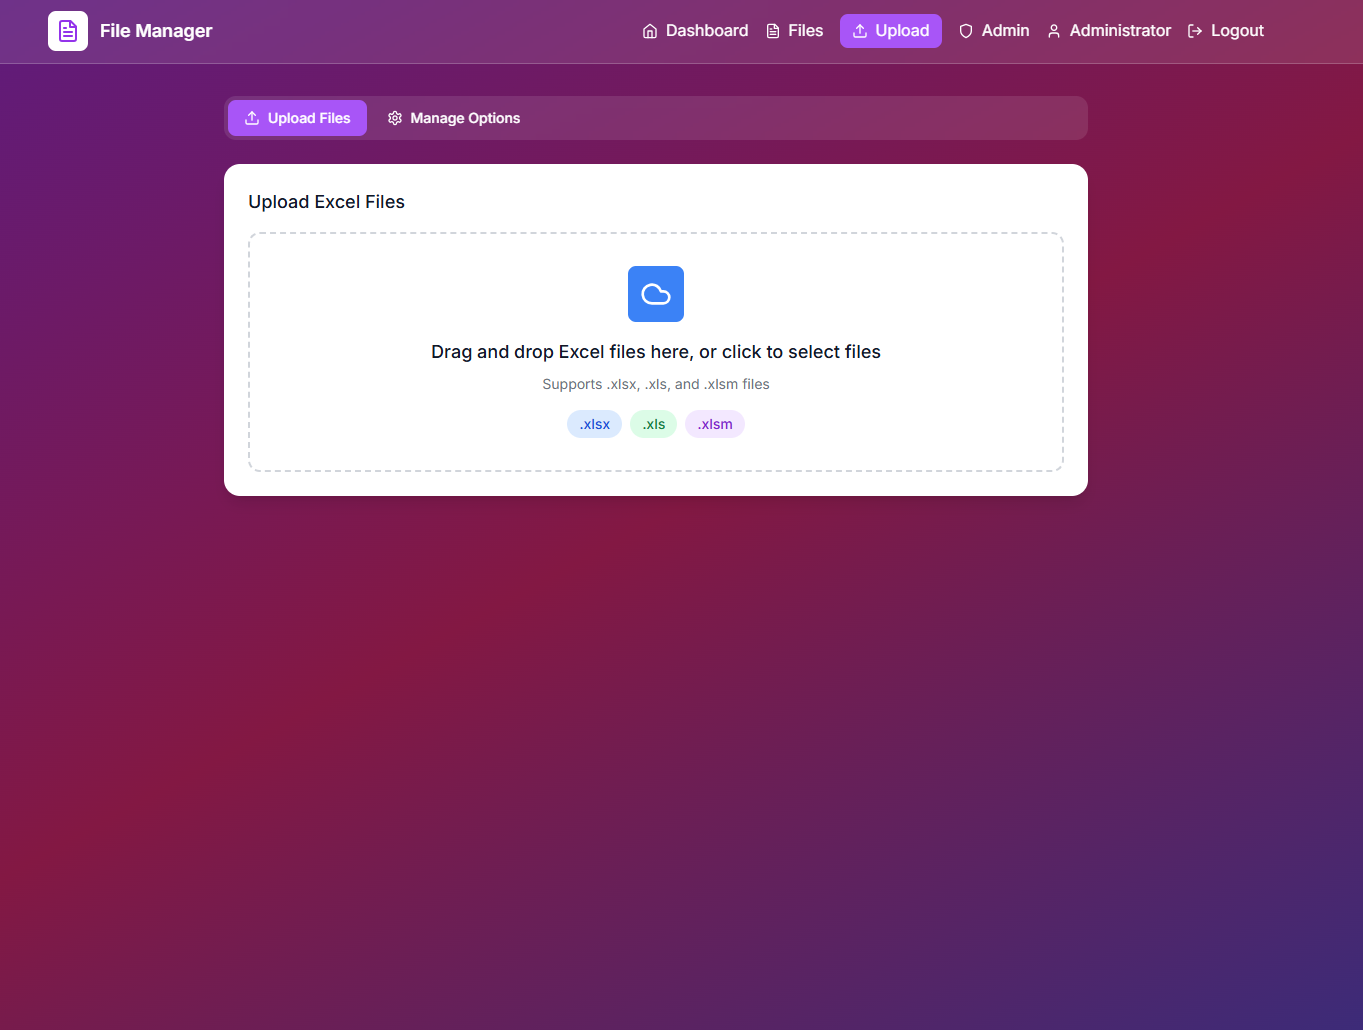 File Manager
Dashboard
Files
Upload
Admin
Administrator
Logout
Upload Files
Manage Options
Upload Excel Files
Drag and drop Excel files here, or click to select files
Supports .xlsx, .xls, and .xlsm files
.xlsx
.xls
.xlsm